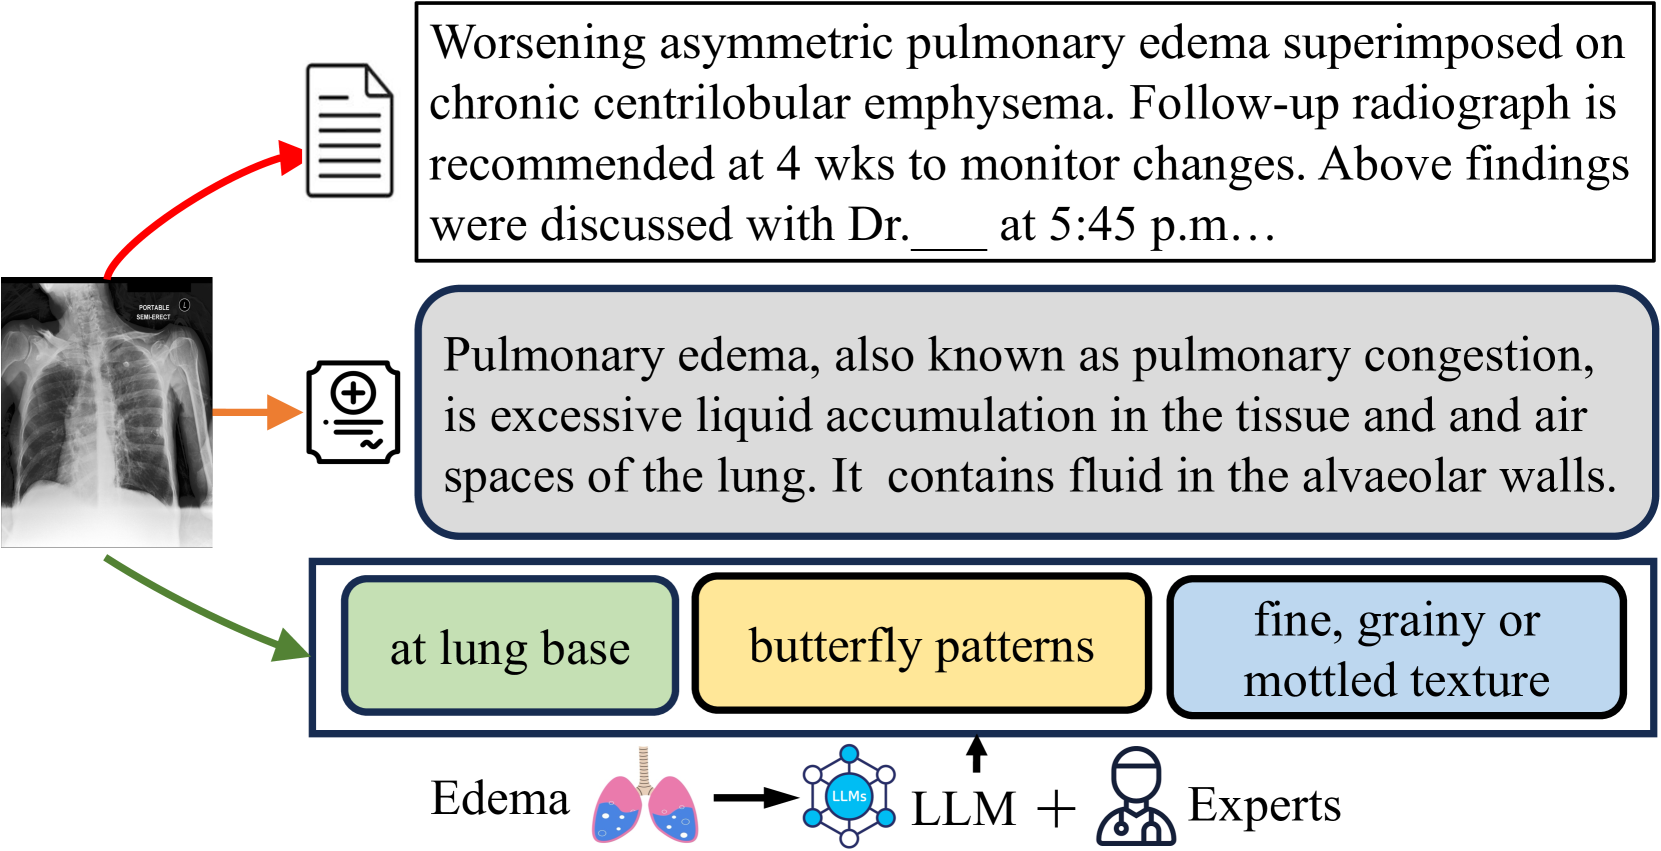 Worsening asymmetric pulmonary edema superimposed on
chronic centrilobular emphysema. Follow-up radiograph is
recommended at 4 wks to monitor changes. Above findings
were discussed with Dr.___ at 5:45 p.m…
PORTABLE
SEMI-ERECT
L
Pulmonary edema, also known as pulmonary congestion,
is excessive liquid accumulation in the tissue and and air
spaces of the lung. It  contains fluid in the alvaeolar walls.
at lung base
butterfly patterns
fine, grainy or
mottled texture
Edema
LLMs
LLM + Experts